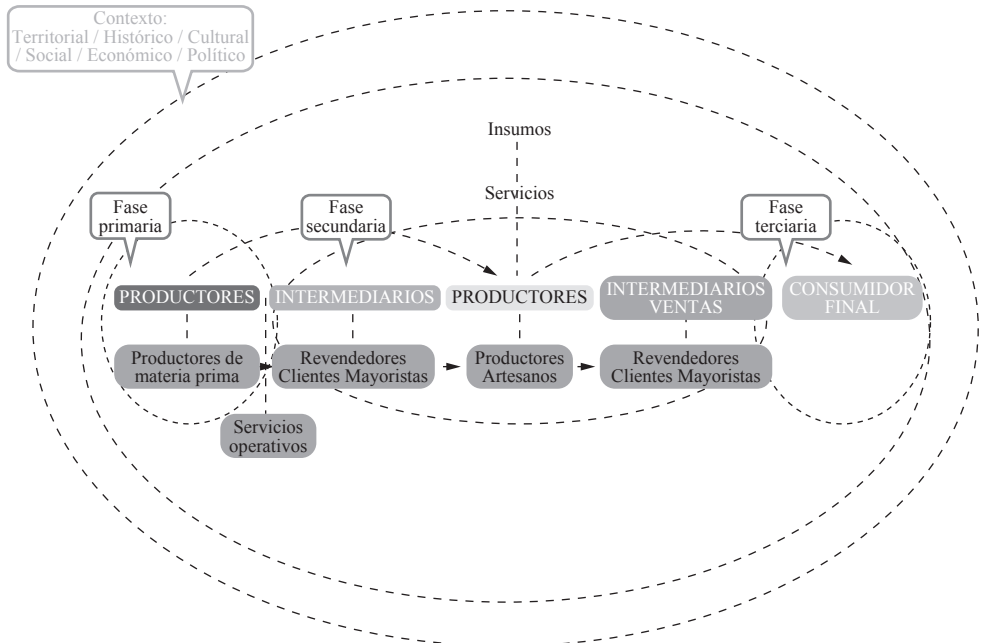 Contexto:
Territorial / Histórico / Cultural
/ Social / Económico / Político
Insumos
Servicios
Fase
primaria
Fase
secundaria
Fase
terciaria
PRODUCTORES
INTERMEDIARIOS
PRODUCTORES
INTERMEDIARIOS
VENTAS
CONSUMIDOR
FINAL
Productores de
materia prima
Revendedores
Clientes Mayoristas
Productores
Artesanos
Revendedores
Clientes Mayoristas
Servicios
operativos